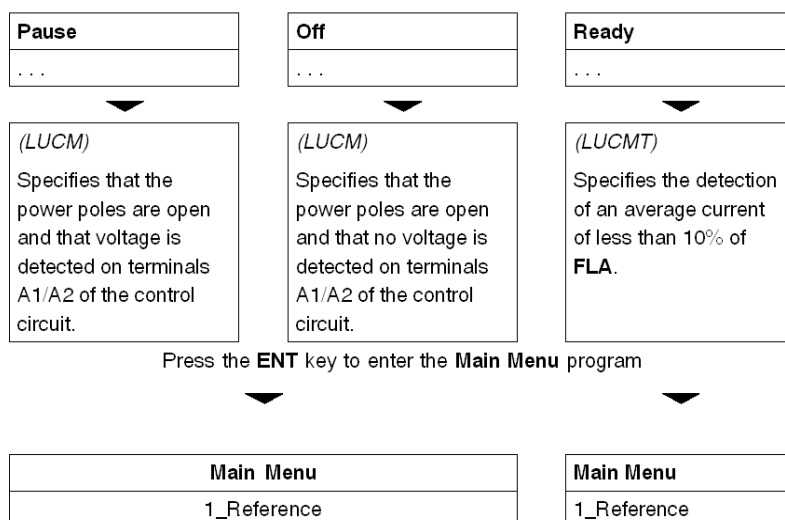 Pause
. . .
(LUCM)
Specifies that the
power poles are open
and that voltage is
detected on terminals
A1/A2 of the control
circuit.
Off
. . .
(LUCM)
Specifies that the
power poles are open
and that no voltage is
detected on terminals
A1/A2 of the control
circuit.
Ready
. . .
(LUCMT)
Specifies the detection
of an average current
of less than 10% of
FLA.
Press the ENT key to enter the Main Menu program
Main Menu
1_Reference
Main Menu
1_Reference